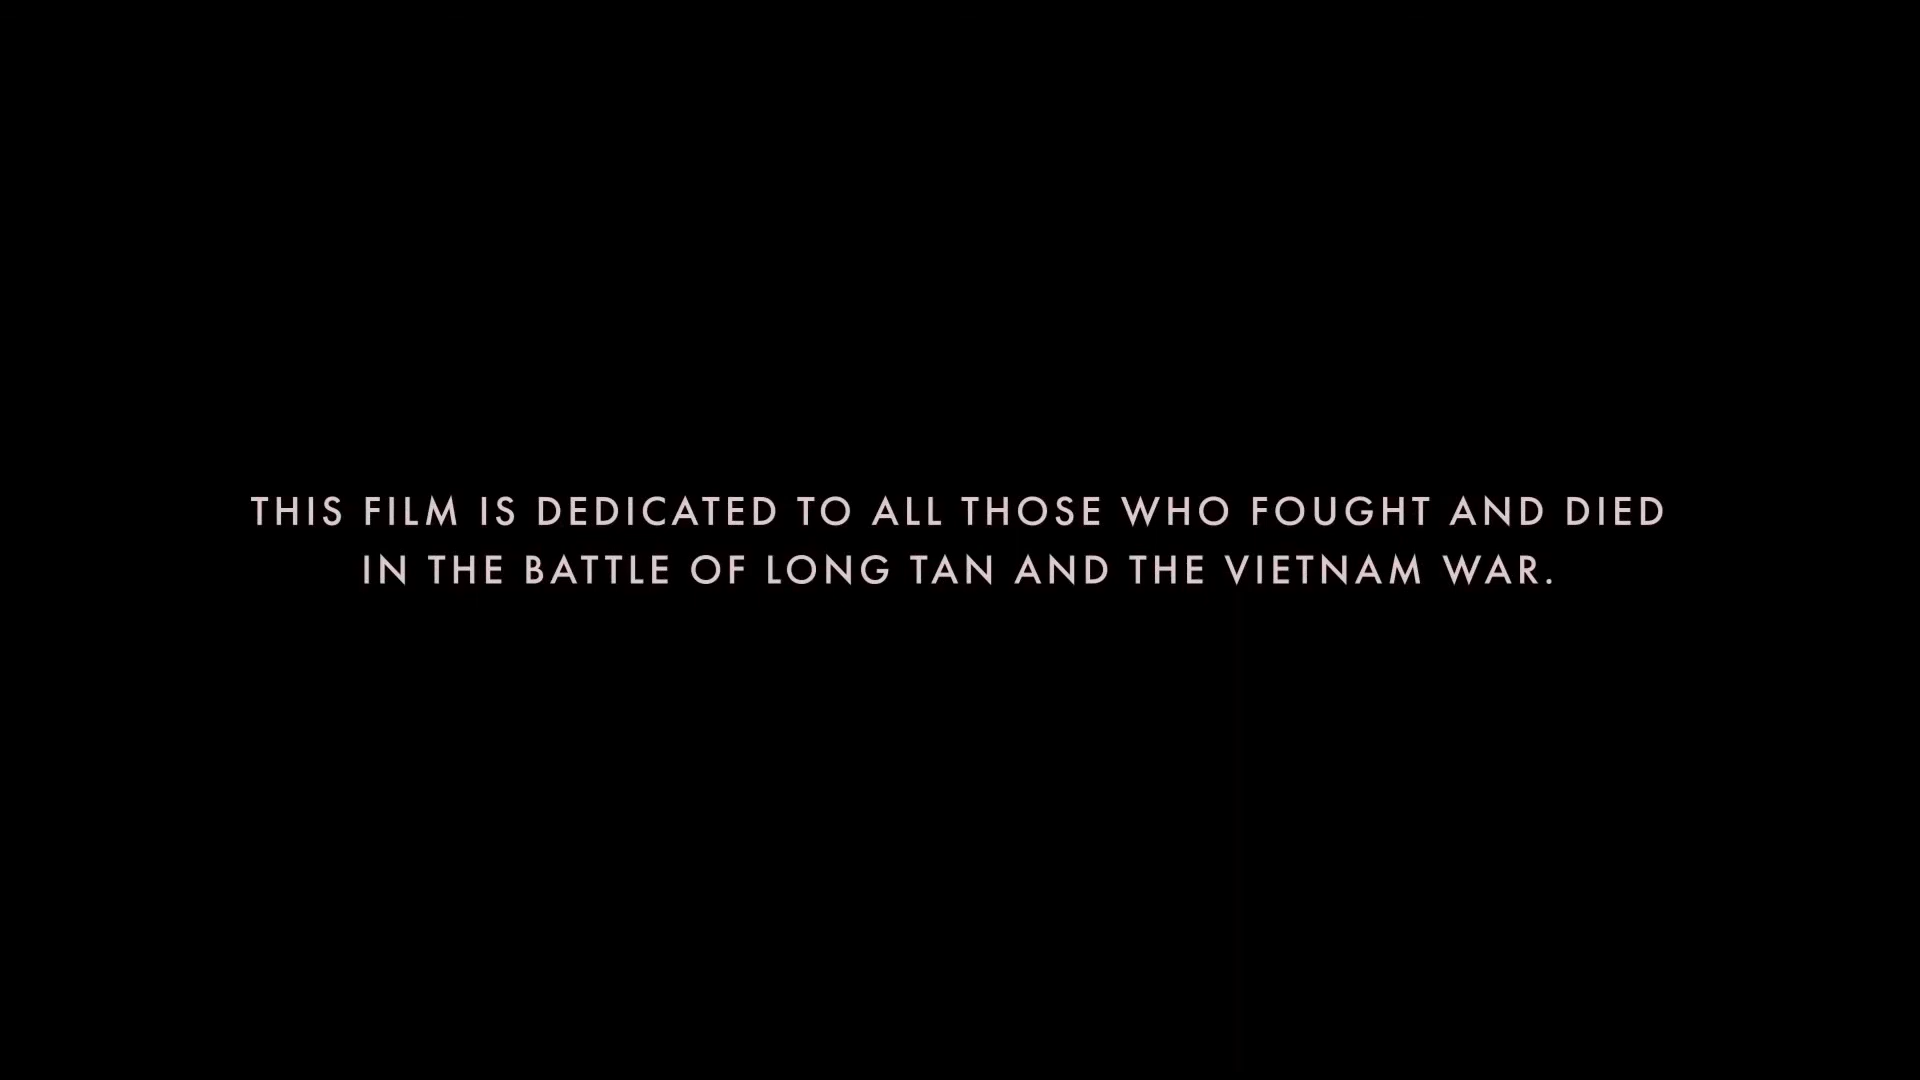 THIS FILM IS DEDICATED TO ALL THOSE WHO FOUGHT AND DIED
IN THE BATTLE OF LONG TAN AND THE VIETNAM WAR.